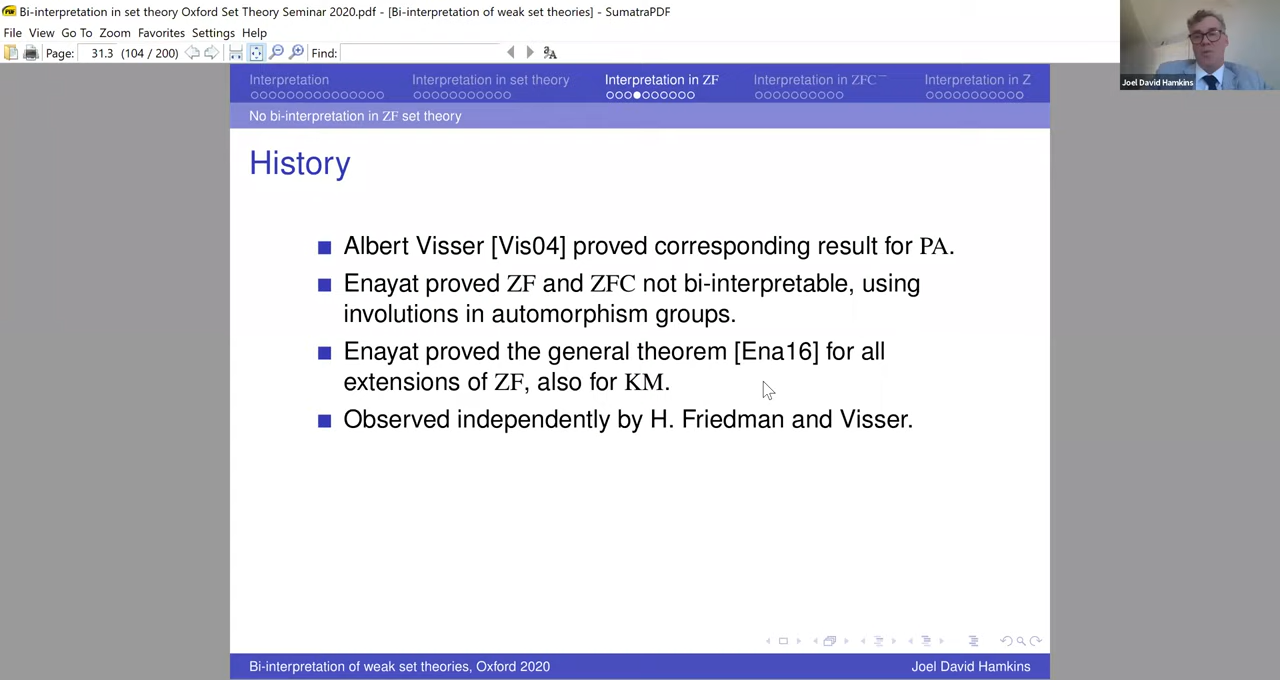 Bi-interpretation in set theory Oxford Set Theory Seminar 2020.pdf - [Bi-interpretation of weak set theories] - SumatraPDF
File View Go To Zoom Favorites Settings Help
Page: 31.3 (104 / 200) Find:
Joel David Hamkins
Interpretation Interpretation in set theory Interpretation in ZF Interpretation in ZFC⁻ Interpretation in Z
No bi-interpretation in ZF set theory
History
Albert Visser [Vis04] proved corresponding result for PA.
Enayat proved ZF and ZFC not bi-interpretable, using
involutions in automorphism groups.
Enayat proved the general theorem [Ena16] for all
extensions of ZF, also for KM.
Observed independently by H. Friedman and Visser.
Bi-interpretation of weak set theories, Oxford 2020 Joel David Hamkins